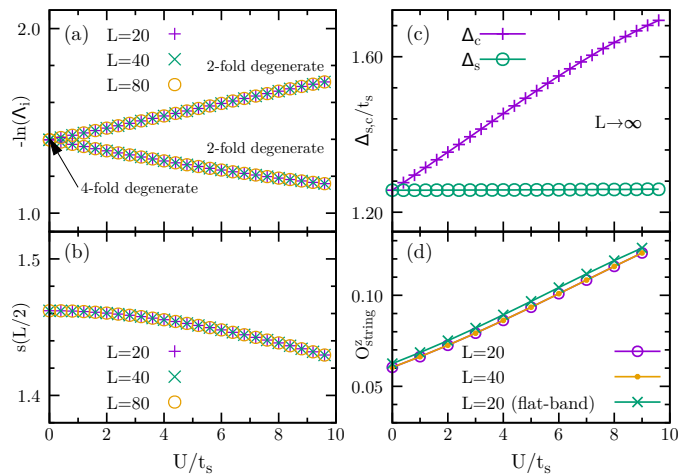 (a)
2.0
1.0
-ln(Λi)
L=20
L=40
L=80
2-fold degenerate
2-fold degenerate
4-fold degenerate
(b)
1.5
1.4
s(L/2)
L=20
L=40
L=80
0 2 4 6 8 10
U/ts
(c)
1.60
1.20
Δs,c/ts
Δc
Δs
L→∞
(d)
0.10
0.05
O^z_string
L=20
L=40
L=20 (flat-band)
0 2 4 6 8 10
U/ts